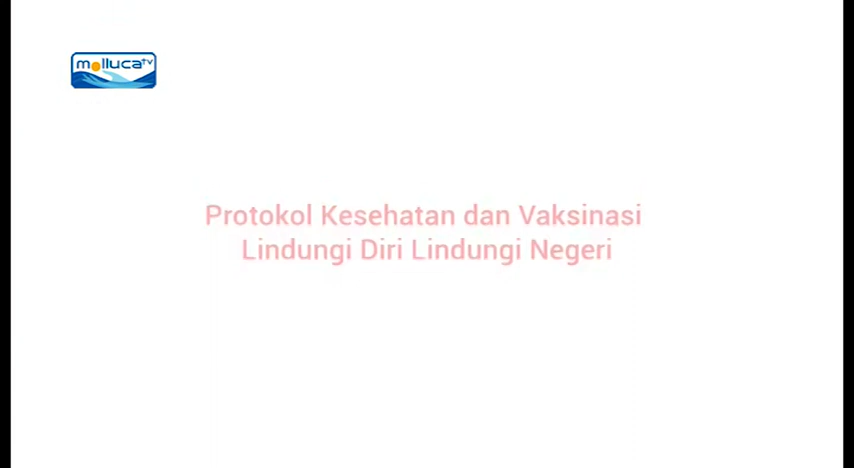 molluca tv
Protokol Kesehatan dan Vaksinasi
Lindungi Diri Lindungi Negeri